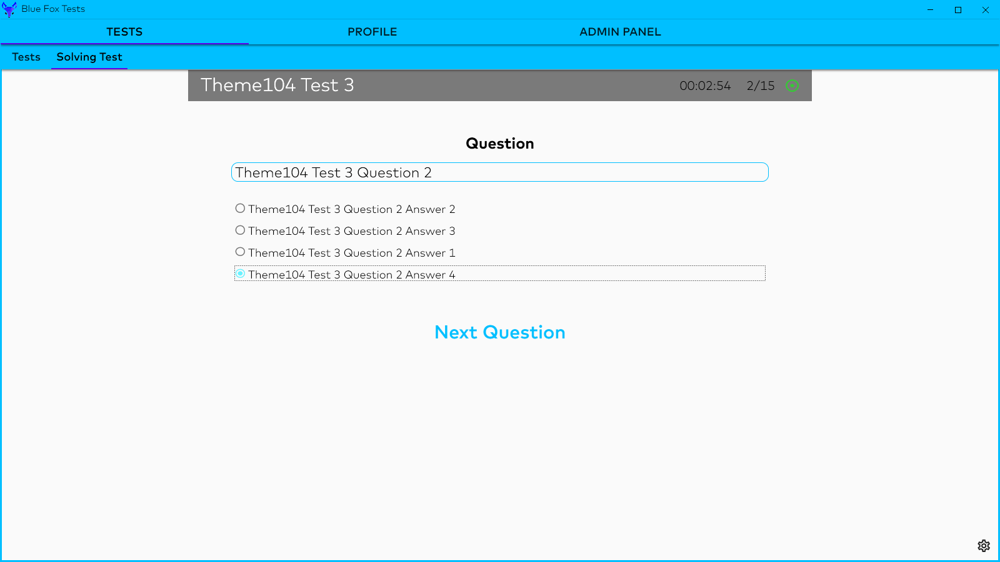 Blue Fox Tests
TESTS PROFILE ADMIN PANEL
Tests Solving Test
Theme104 Test 3 00:02:54 2/15
Question
Theme104 Test 3 Question 2
Theme104 Test 3 Question 2 Answer 2
Theme104 Test 3 Question 2 Answer 3
Theme104 Test 3 Question 2 Answer 1
Theme104 Test 3 Question 2 Answer 4
Next Question